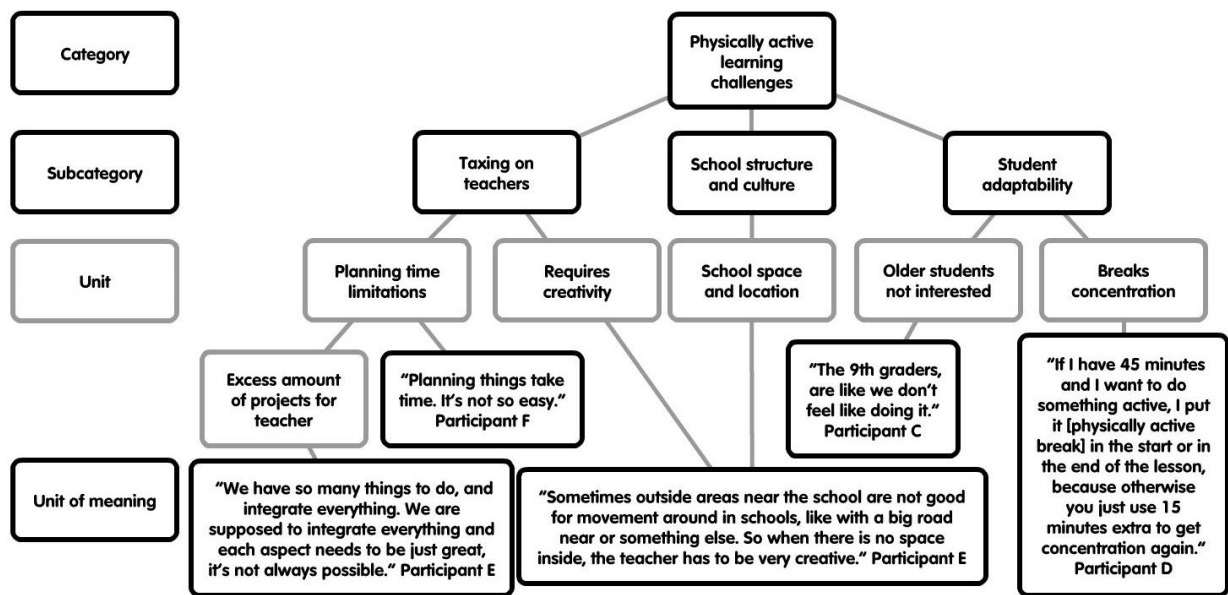 Category
Physically active
learning
challenges
Subcategory
Taxing on
teachers
School structure
and culture
Student
adaptability
Unit
Planning time
limitations
Requires
creativity
School space
and location
Older students
not interested
Breaks
concentration
Excess amount
of projects for
teacher
“Planning things take
time. It’s not so easy.”
Participant F
“The 9th graders,
are like we don’t
feel like doing it.”
Participant C
“If I have 45 minutes
and I want to do
something active, I put
it [physically active
break] in the start or in
the end of the lesson,
because otherwise
you just use 15
minutes extra to get
concentration again.“
Participant D
Unit of meaning
“We have so many things to do, and
integrate everything. We are
supposed to integrate everything and
each aspect needs to be just great,
it’s not always possible.” Participant E
“Sometimes outside areas near the school are not good
for movement around in schools, like with a big road
near or something else. So when there is no space
inside, the teacher has to be very creative.” Participant E